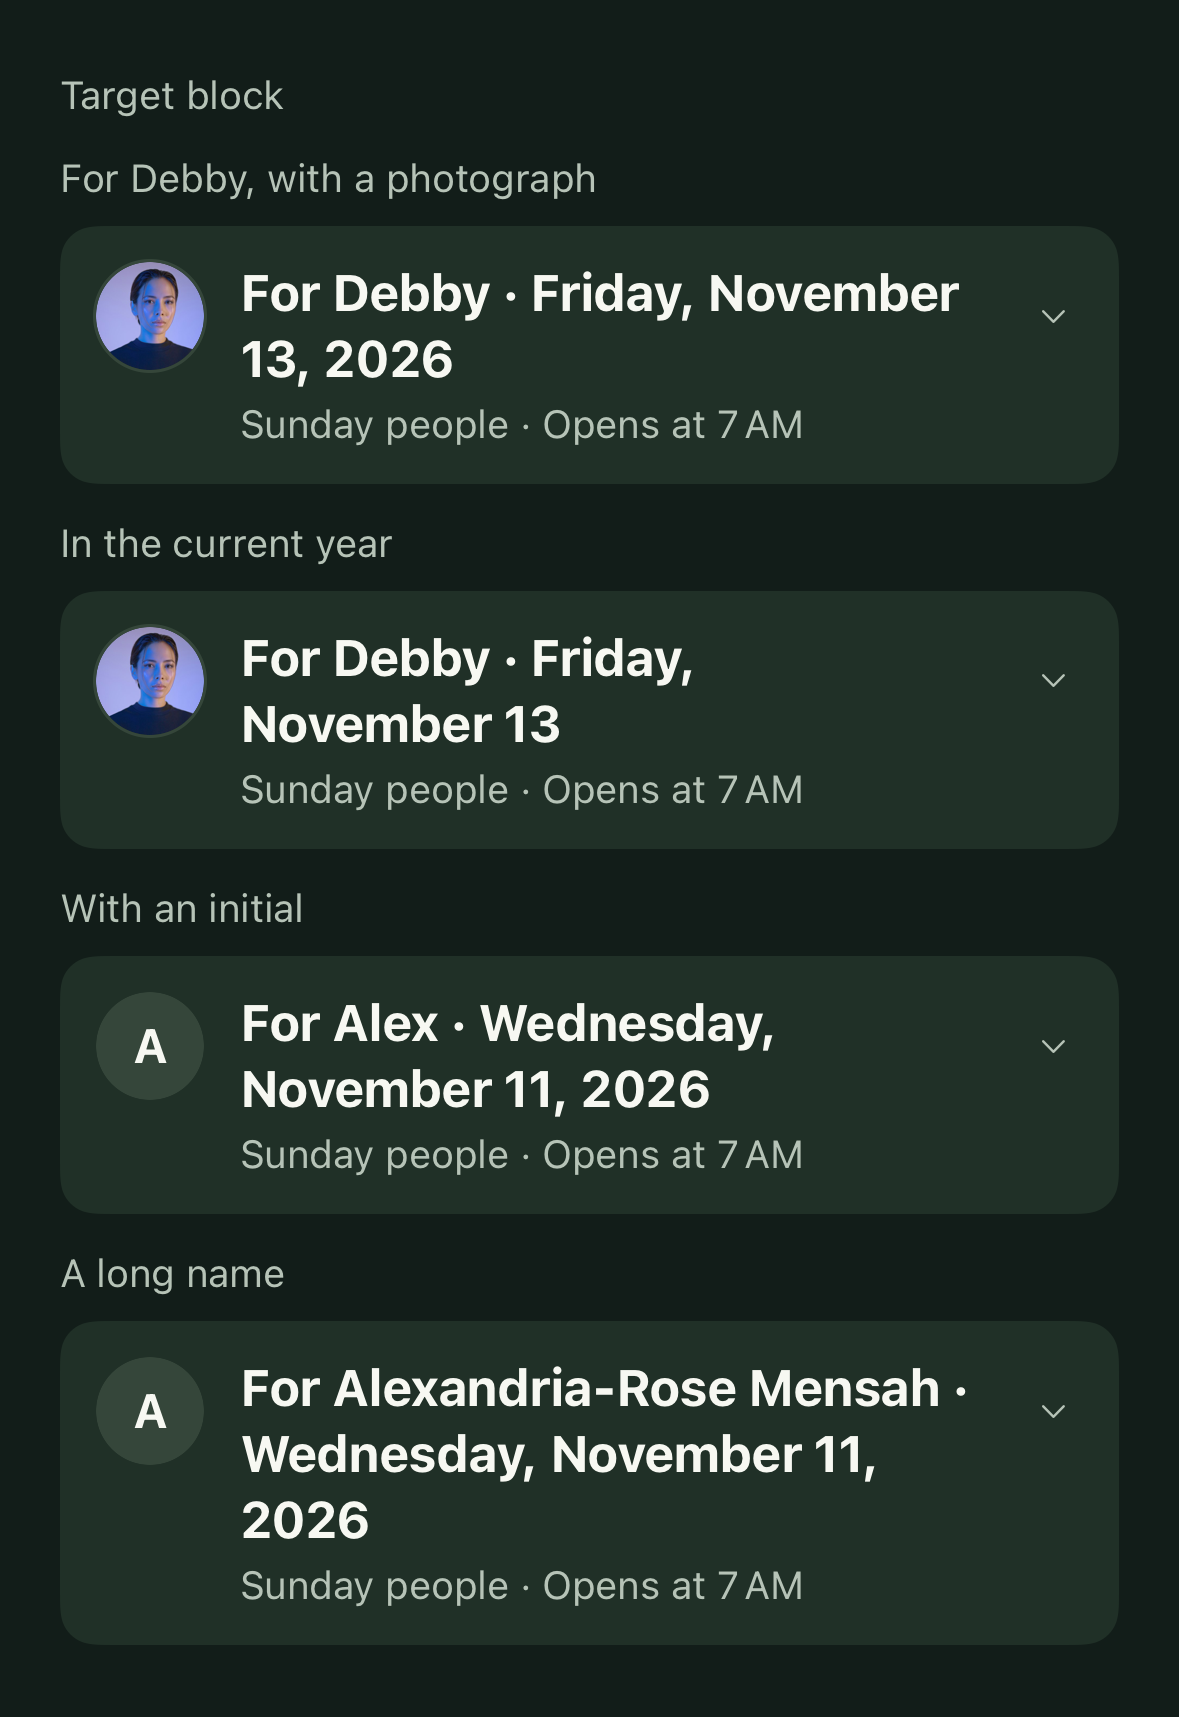 Target block
For Debby, with a photograph
For Debby · Friday, November
13, 2026
Sunday people · Opens at 7 AM
In the current year
For Debby · Friday,
November 13
Sunday people · Opens at 7 AM
With an initial
A
For Alex · Wednesday,
November 11, 2026
Sunday people · Opens at 7 AM
A long name
A
For Alexandria-Rose Mensah ·
Wednesday, November 11,
2026
Sunday people · Opens at 7 AM